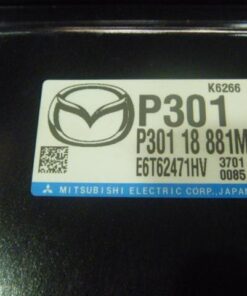 K6266
P301
P301 18 881M
E6T62471HV 3701
0085
MITSUBISHI ELECTRIC CORP., JAPAN